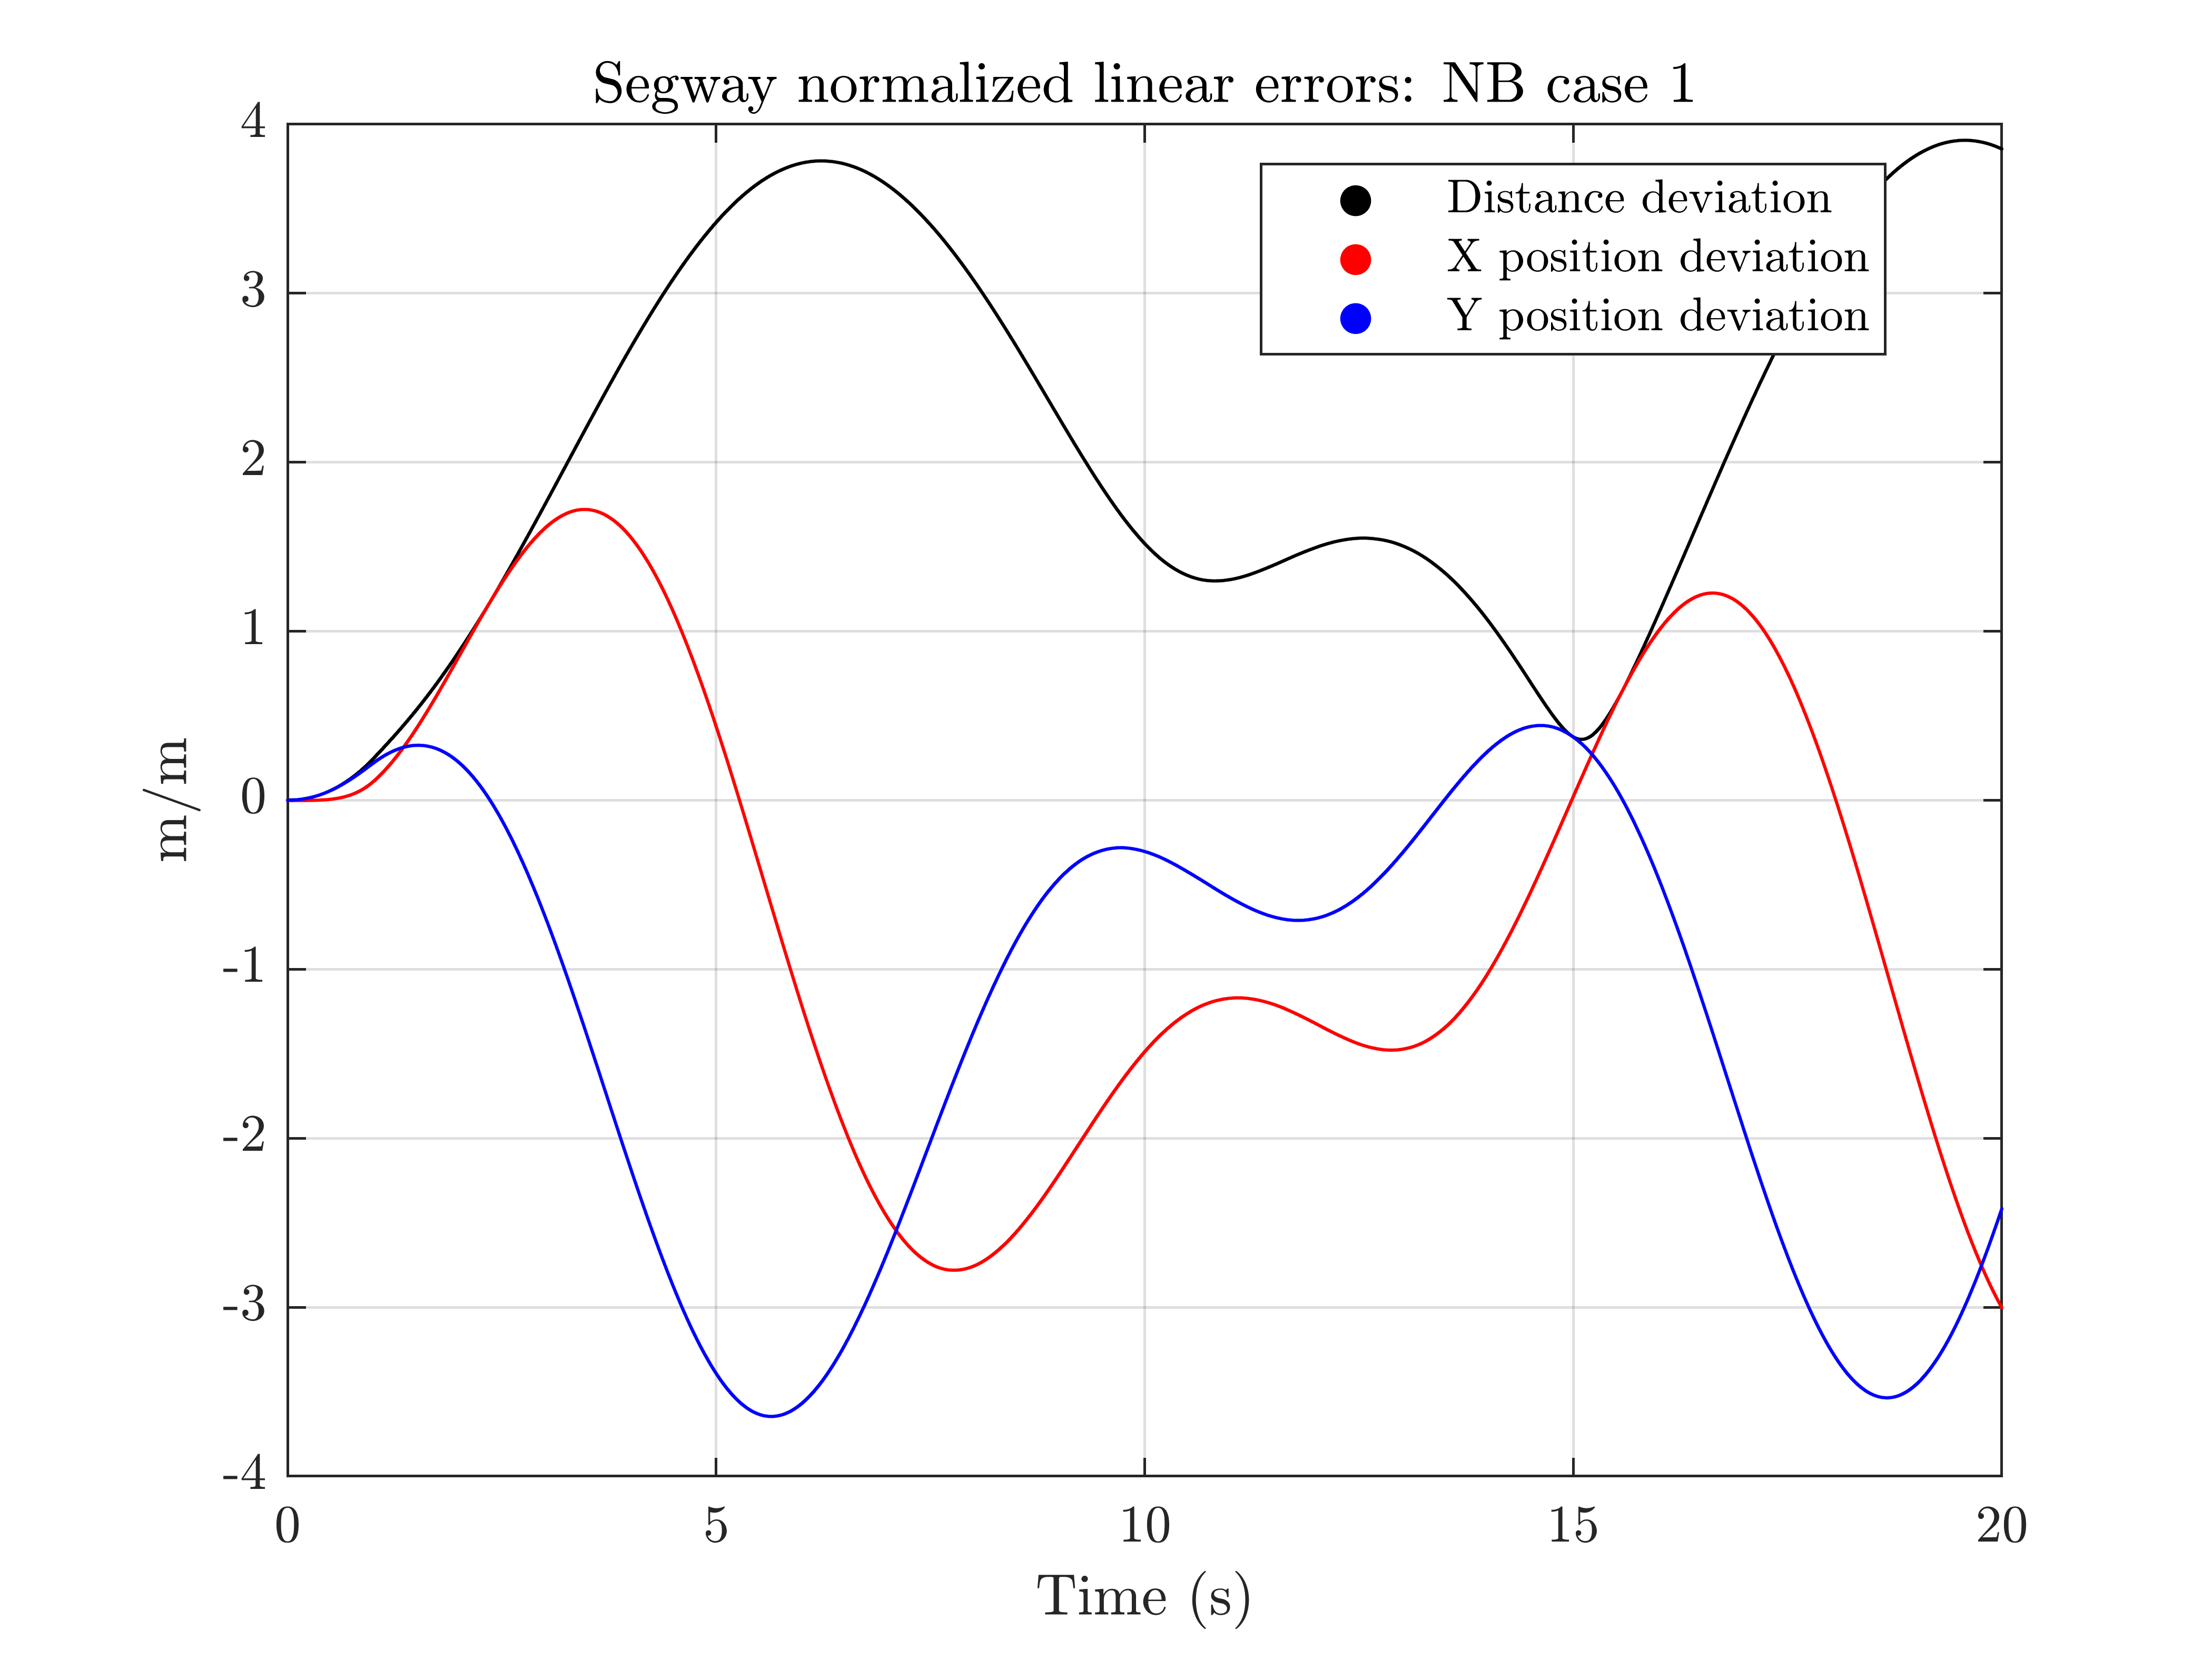 Segway normalized linear errors: NB case 1
4
3
2
1
0
-1
-2
-3
-4
m/m
Distance deviation
X position deviation
Y position deviation
0 5 10 15 20
Time (s)